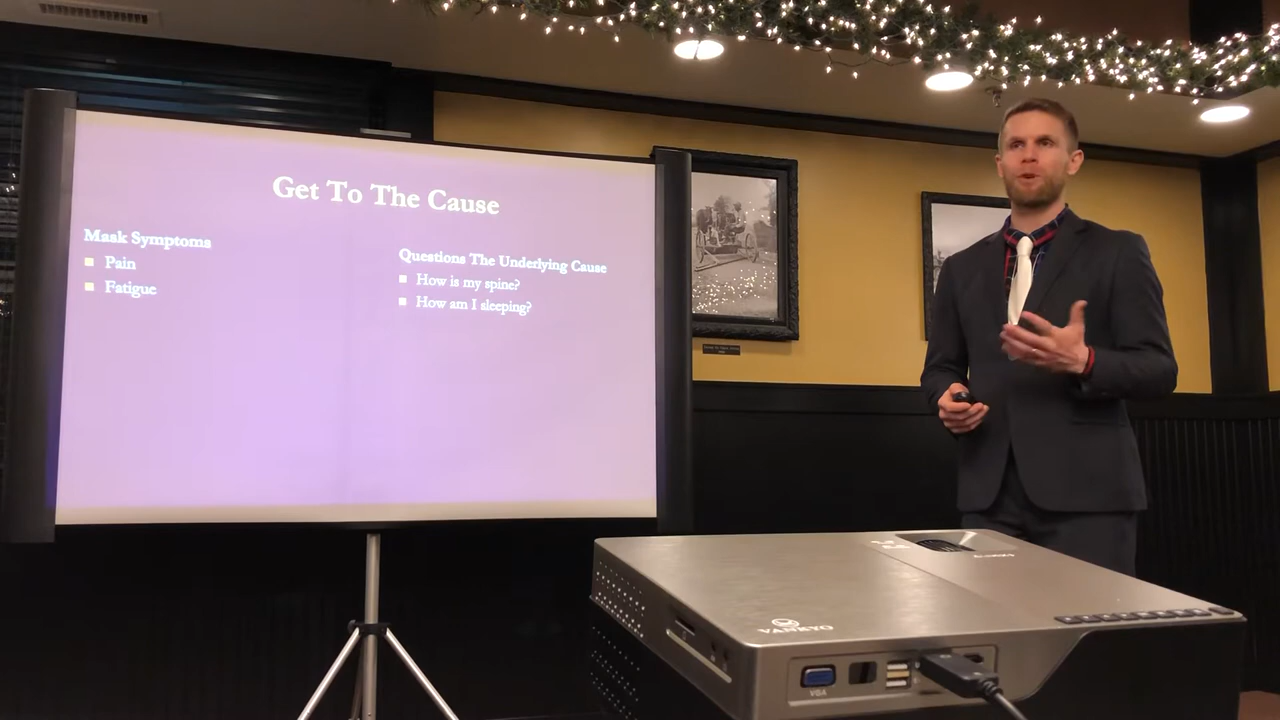 Get To The Cause
Mask Symptoms
Pain
Fatigue
Questions The Underlying Cause
How is my spine?
How am I sleeping?
VANKYO
VGA